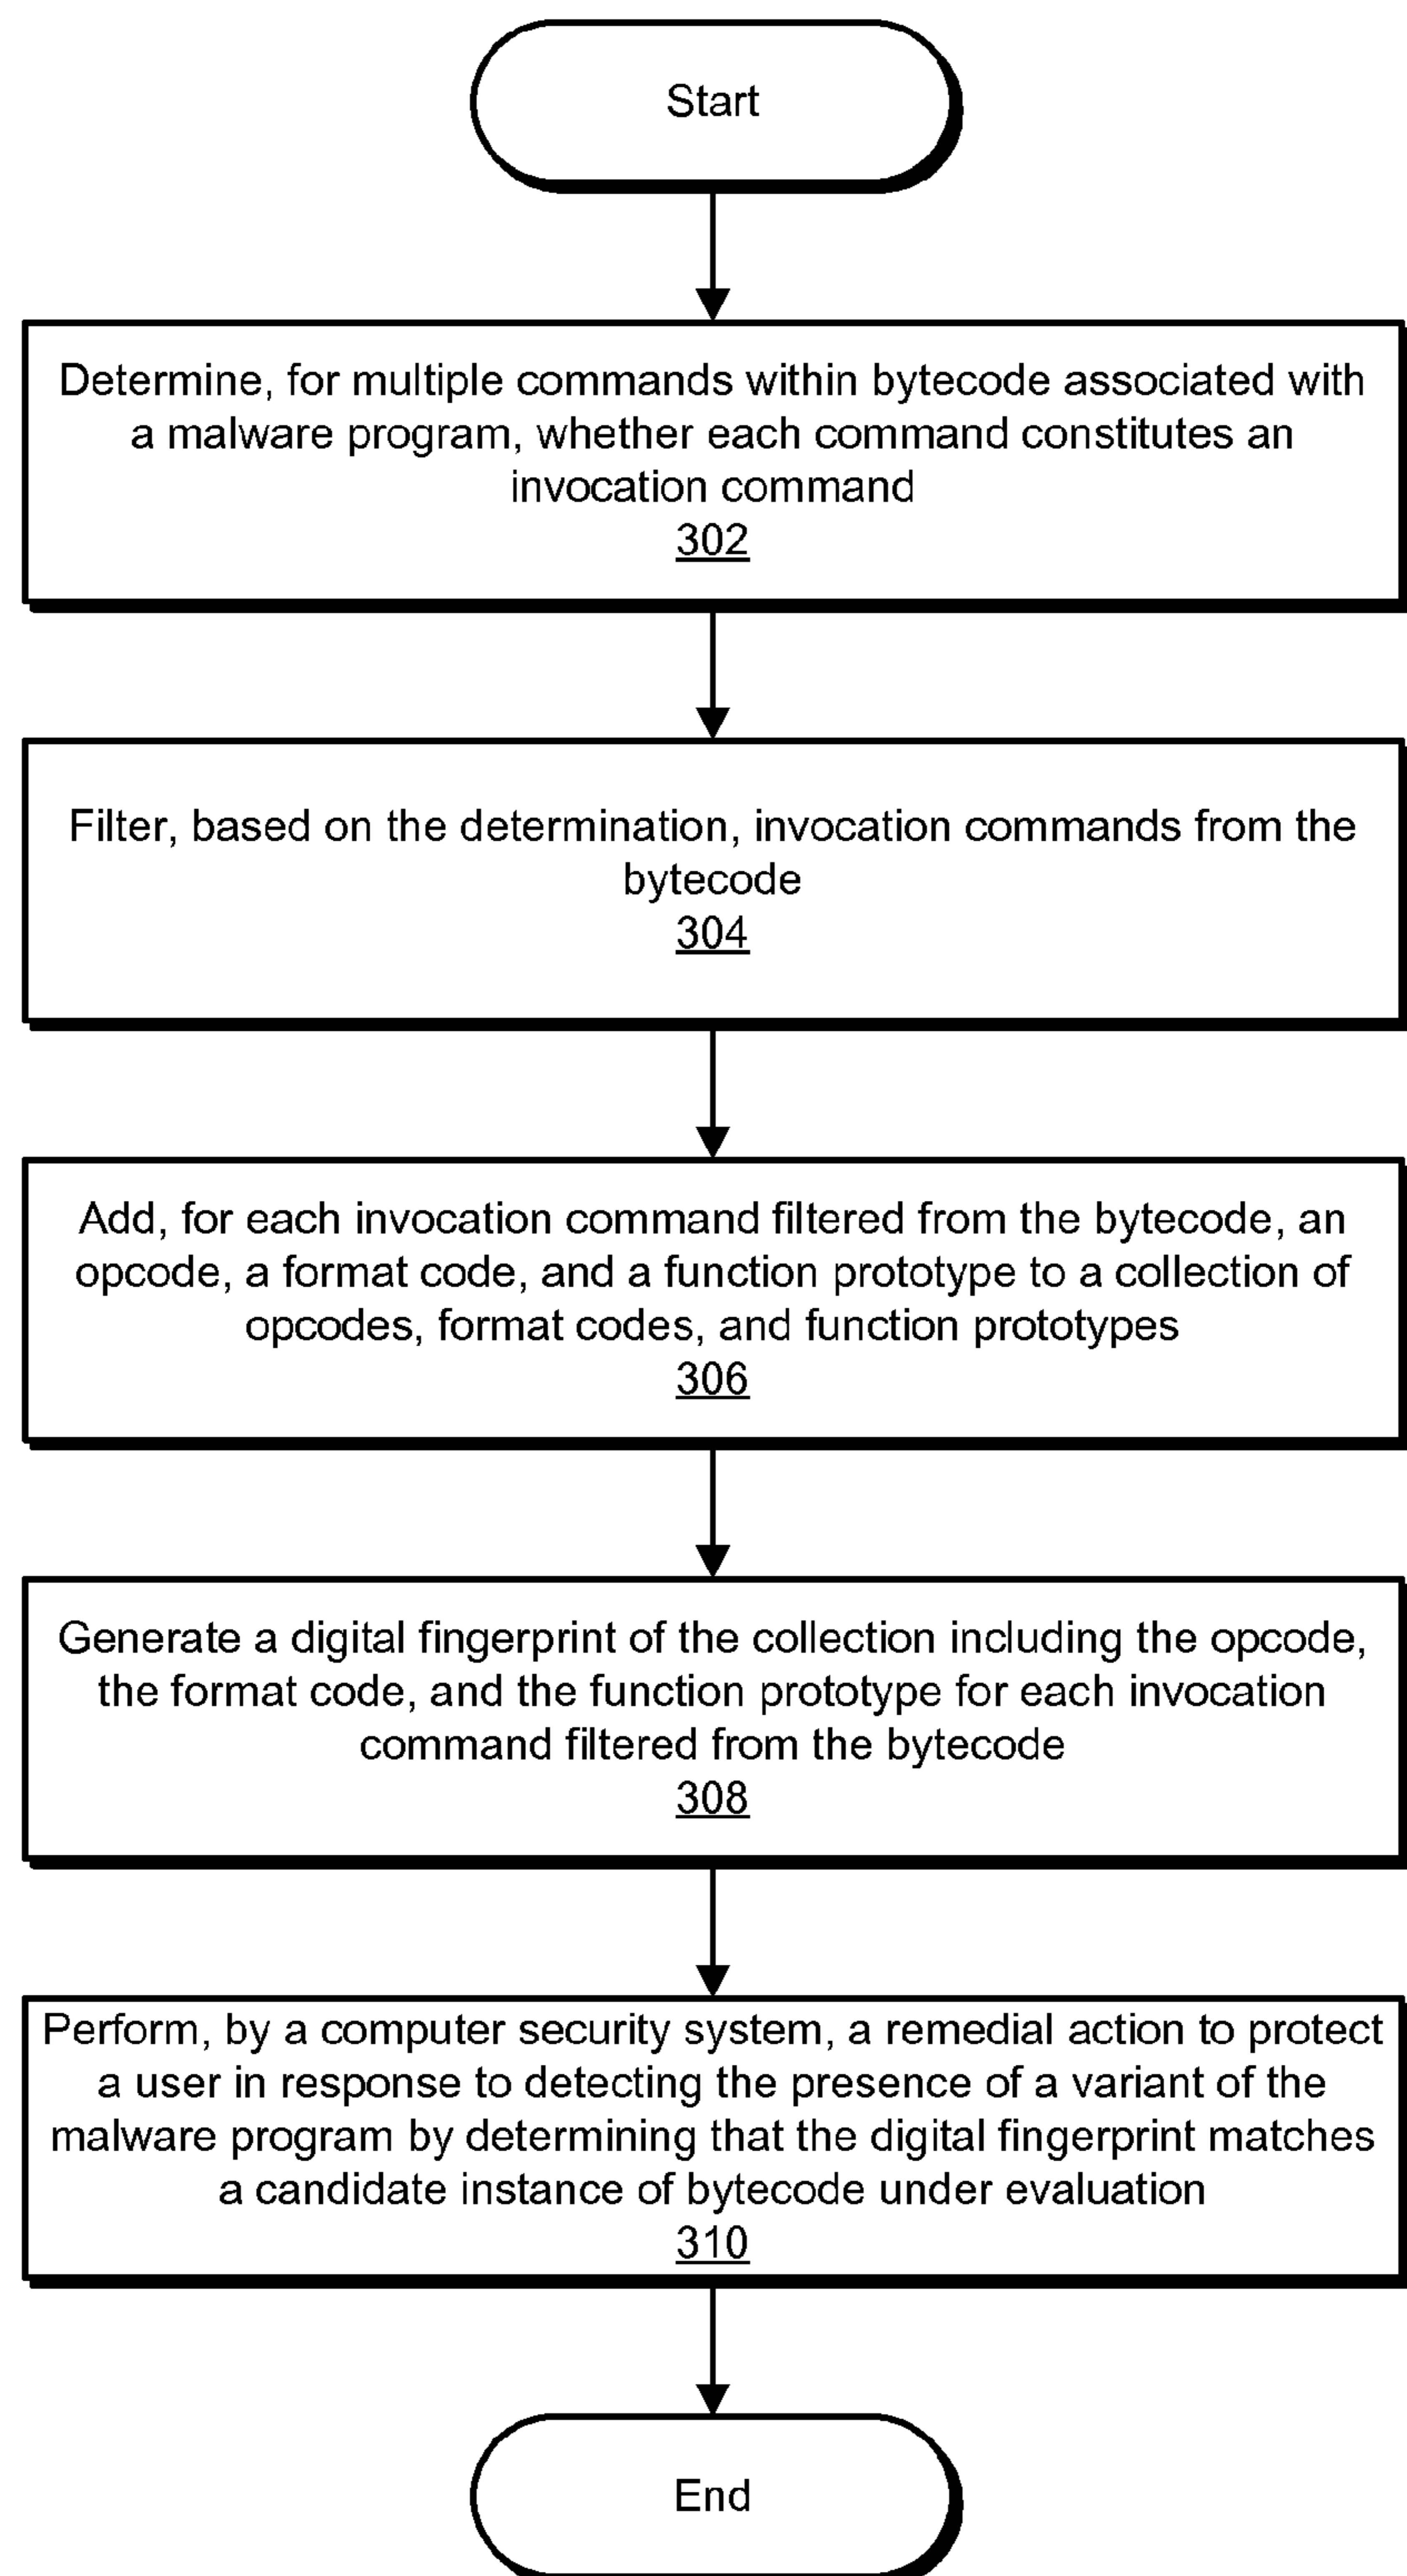 Start
Determine, for multiple commands within bytecode associated with
a malware program, whether each command constitutes an
invocation command
302
Filter, based on the determination, invocation commands from the
bytecode
304
Add, for each invocation command filtered from the bytecode, an
opcode, a format code, and a function prototype to a collection of
opcodes, format codes, and function prototypes
306
Generate a digital fingerprint of the collection including the opcode,
the format code, and the function prototype for each invocation
command filtered from the bytecode
308
Perform, by a computer security system, a remedial action to protect
a user in response to detecting the presence of a variant of the
malware program by determining that the digital fingerprint matches
a candidate instance of bytecode under evaluation
310
End